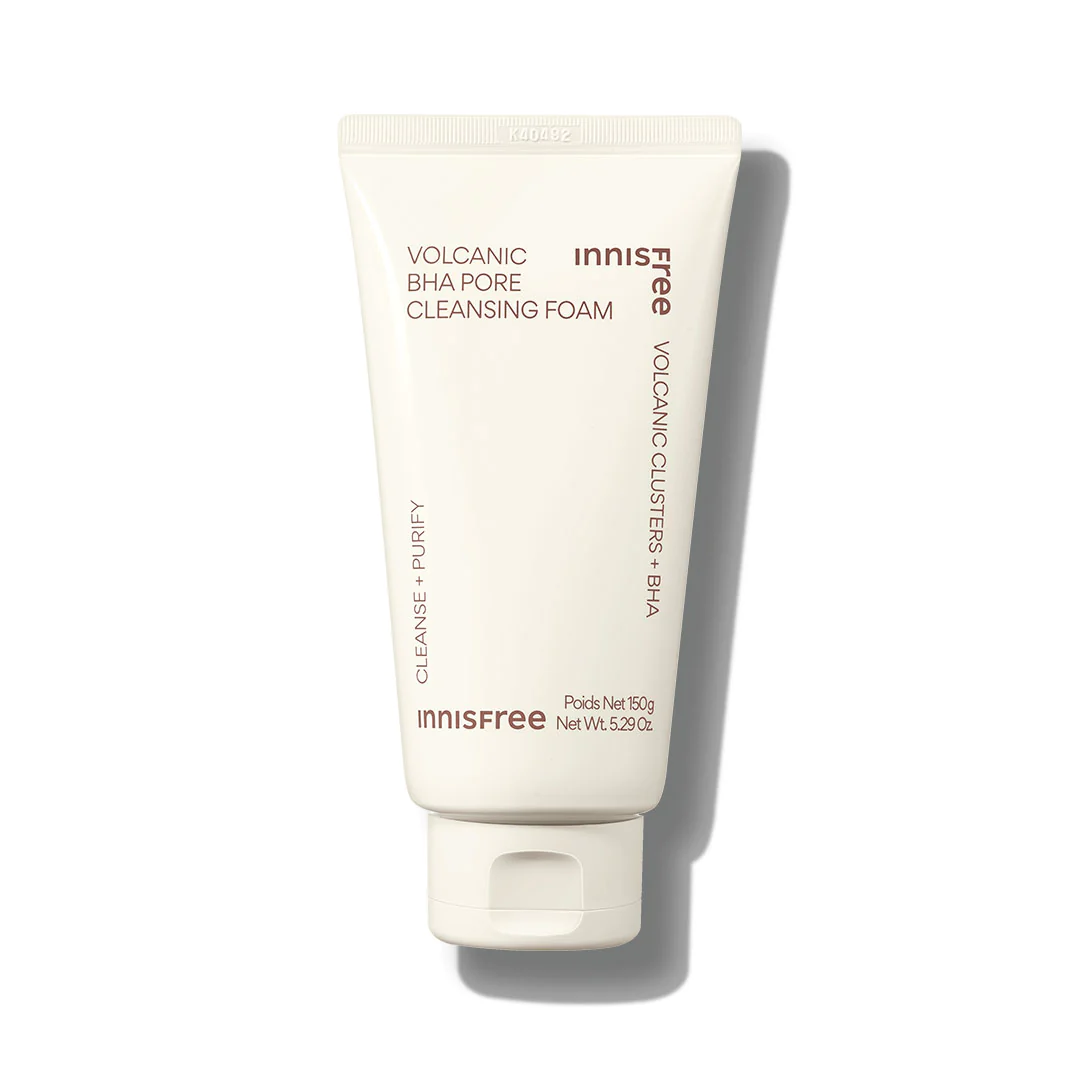 K40482
VOLCANIC
BHA PORE
CLEANSING FOAM
INNISFree
VOLCANIC CLUSTERS + BHA
CLEANSE + PURIFY
INNISFree
Poids Net 150g
Net Wt. 5.29 Oz.